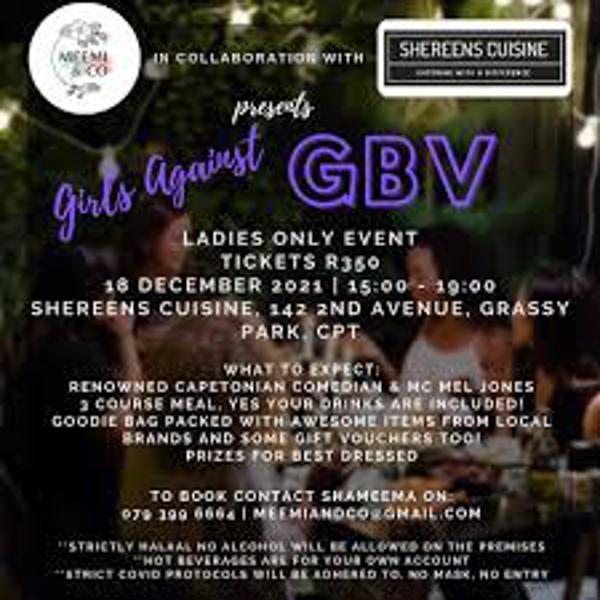 MEEMI
& CO
IN COLLABORATION WITH
SHEREENS CUISINE
CATERING WITH A DIFFERENCE
presents
Girls Against GBV
LADIES ONLY EVENT
TICKETS R350
18 DECEMBER 2021 | 15:00 - 19:00
SHEREENS CUISINE, 142 2ND AVENUE, GRASSY
PARK, CPT
WHAT TO EXPECT:
RENOWNED CAPETONIAN COMEDIAN & MC MEL JONES
3 COURSE MEAL, YES YOUR DRINKS ARE INCLUDED!
GOODIE BAG PACKED WITH AWESOME ITEMS FROM LOCAL
BRANDS AND SOME GIFT VOUCHERS TOO!
PRIZES FOR BEST DRESSED
TO BOOK CONTACT SHAMEEMA ON:
079 399 6664 | MEEMIANDCO@GMAIL.COM
**STRICTLY HALAAL NO ALCOHOL WILL BE ALLOWED ON THE PREMISES
**HOT BEVERAGES ARE FOR YOUR OWN ACCOUNT
**STRICT COVID PROTOCOLS WILL BE ADHERED TO. NO MASK, NO ENTRY